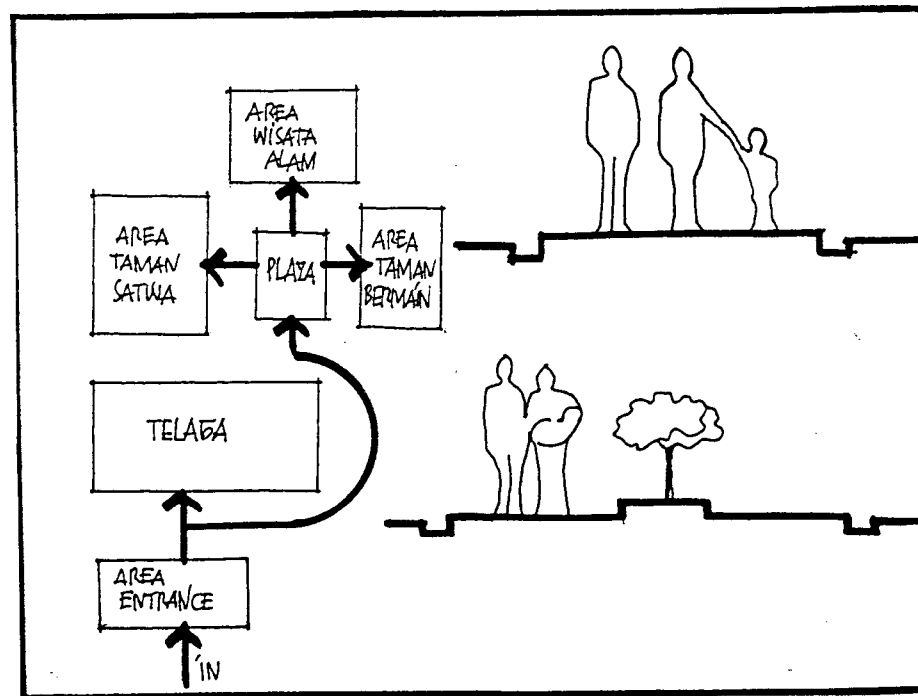 AREA
WISATA
ALAM
AREA
TAMAN
SATWA
PLAZA
AREA
TAMAN
BERMAIN
TELAGA
AREA
ENTRANCE
IN